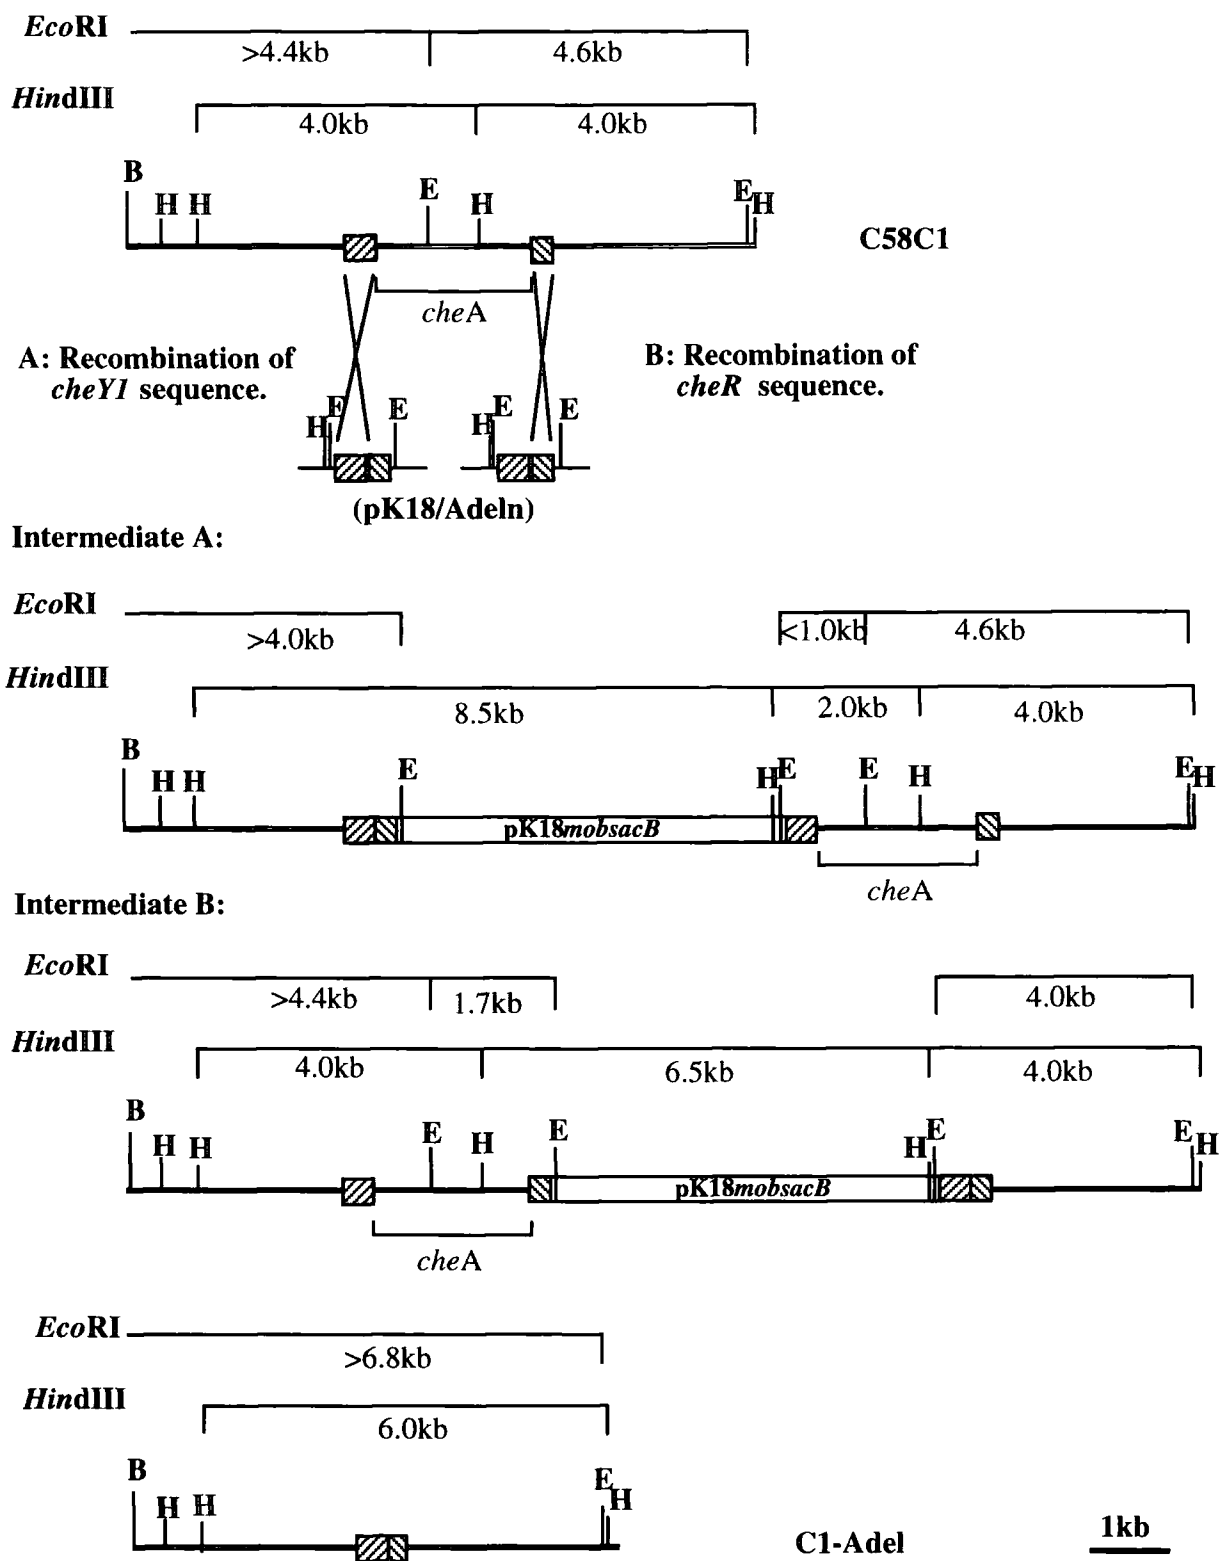 EcoRI
>4.4kb 4.6kb
HindIII
4.0kb 4.0kb
B H H E H E H
C58C1
cheA
A: Recombination of
cheY1 sequence.
B: Recombination of
cheR sequence.
H E E H E E
(pK18/Adeln)
Intermediate A:
EcoRI
>4.0kb <1.0kb 4.6kb
HindIII
8.5kb 2.0kb 4.0kb
B H H E H E E H E H
pK18mobsacB
cheA
Intermediate B:
EcoRI
>4.4kb 1.7kb 4.0kb
HindIII
4.0kb 6.5kb 4.0kb
B H H E H E H E E H
pK18mobsacB
cheA
EcoRI
>6.8kb
HindIII
6.0kb
B H H E H
C1-Adel
1kb